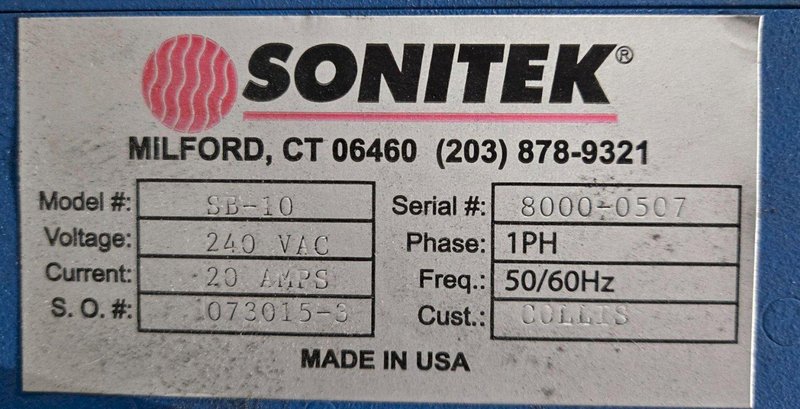 SONITEK®
MILFORD, CT 06460 (203) 878-9321
Model #: SB-10 Serial #: 8000-0507
Voltage: 240 VAC Phase: 1PH
Current: 20 AMPS Freq.: 50/60Hz
S. O. #: 073015-3 Cust.: COLLIS
MADE IN USA